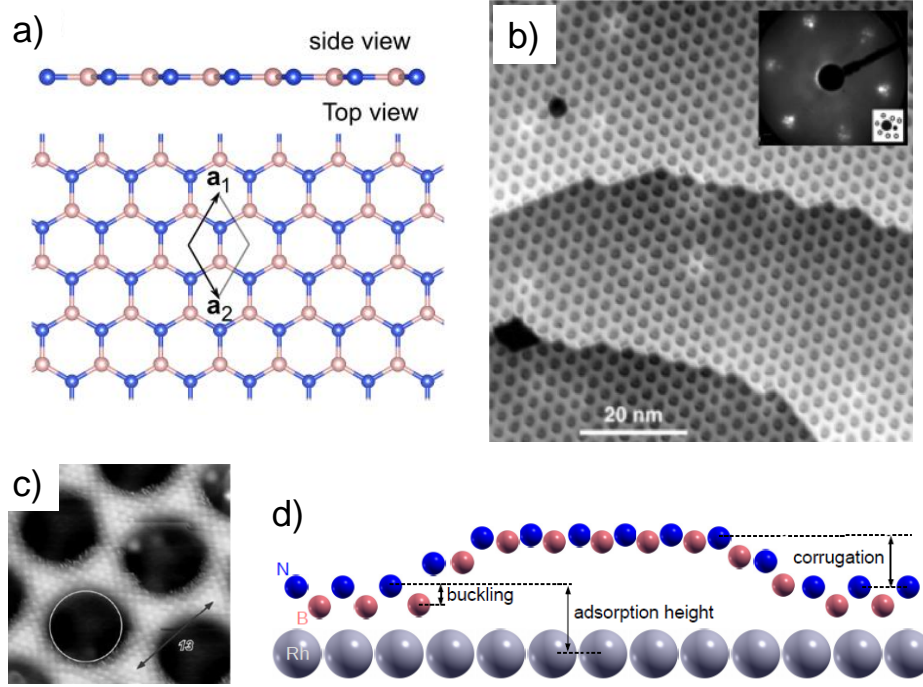 a)
side view
Top view
a1
a2
b)
20 nm
c)
13
d)
N
B
Rh
buckling
adsorption height
corrugation